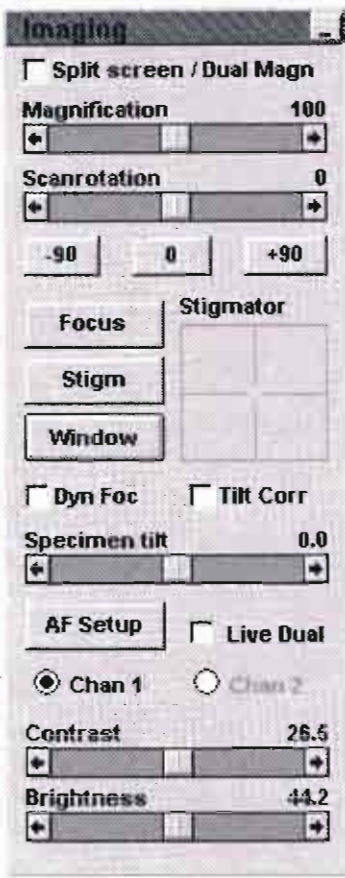 Imaging
Split screen / Dual Magn
Magnification 100
Scanrotation 0
-90 0 +90
Focus
Stigmator
Stigm
Window
Dyn Foc Tilt Corr
Specimen tilt 0.0
AF Setup
Live Dual
Chan 1 Chan 2
Contrast 26.5
Brightness 44.2